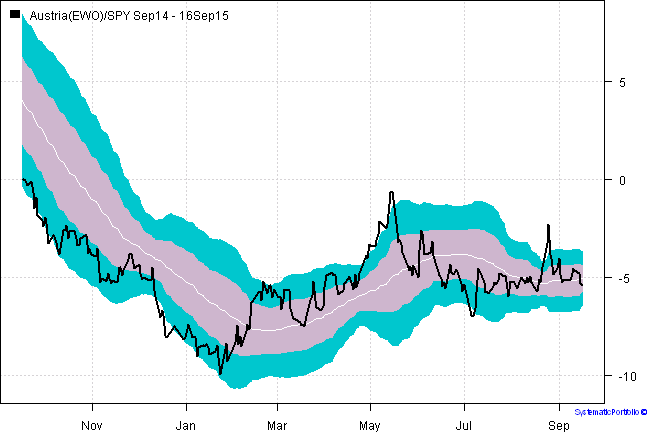 Austria(EWO)/SPY Sep14 - 16Sep15
5
0
-5
-10
Nov Jan Mar May Jul Sep
SystematicPortfolio ©